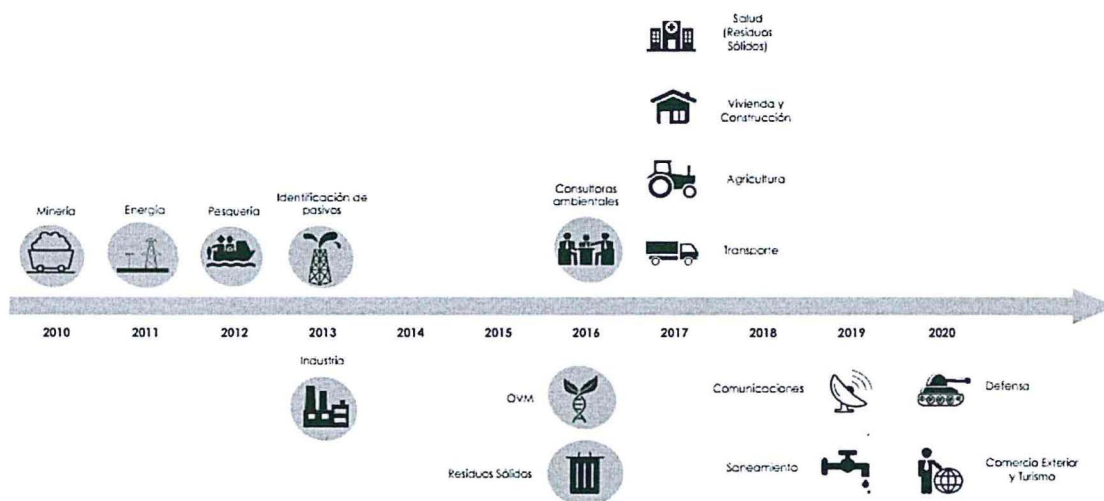 Salud
(Residuos
Sólidos)
Vivienda y
Construcción
Agricultura
Transporte
Minería
Energía
Pesquería
Identificación de
pasivos
Consultoras
ambientales
2010
2011
2012
2013
2014
2015
2016
2017
2018
2019
2020
Industria
OVM
Residuos Sólidos
Comunicaciones
Saneamiento
Defensa
Comercio Exterior
y Turismo